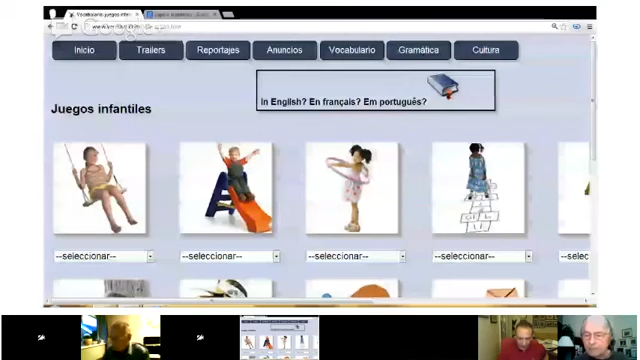 Inicio
Trailers
Reportajes
Anuncios
Vocabulario
Gramática
Cultura
In English? En français? Em português?
Juegos infantiles
--seleccionar--
--seleccionar--
--seleccionar--
--seleccionar--
--selec